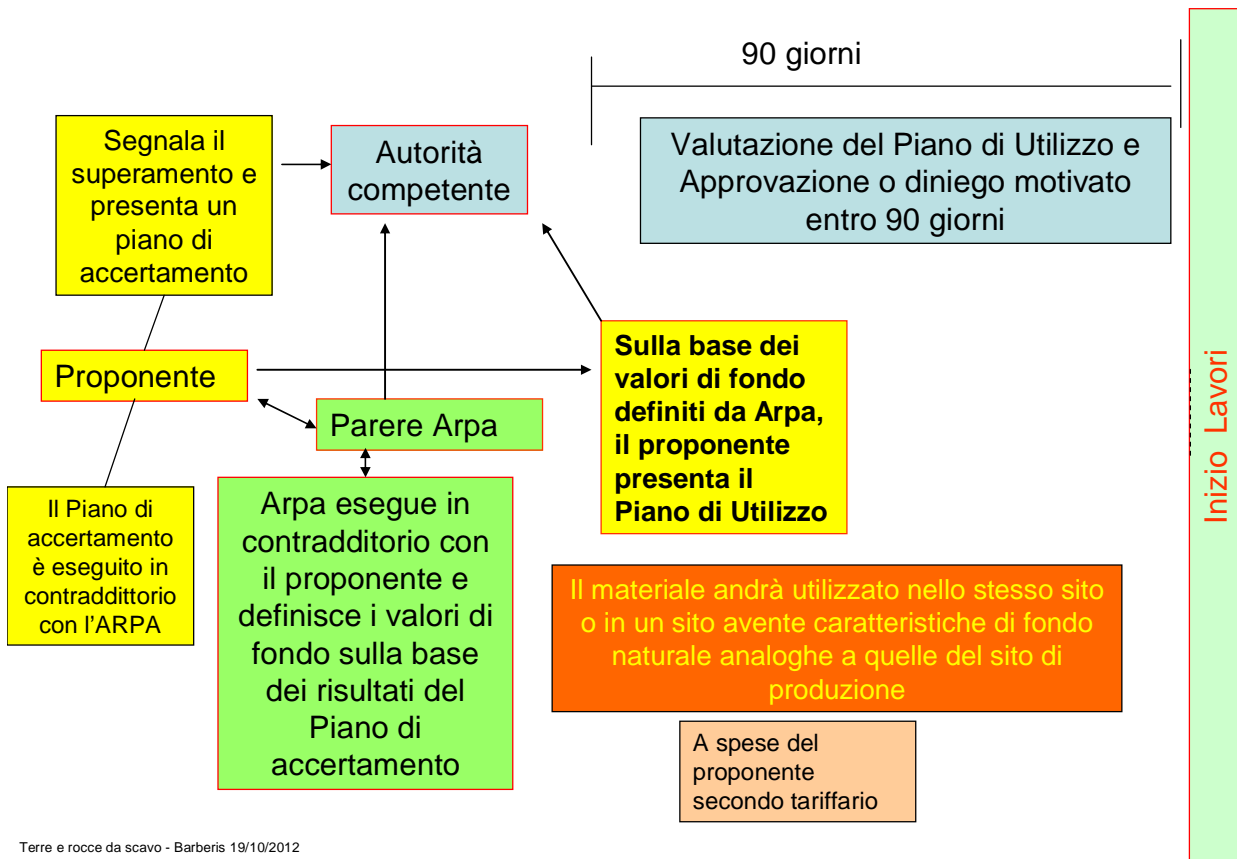 90 giorni
Segnala il
superamento e
presenta un
piano di
accertamento
Autorità
competente
Valutazione del Piano di Utilizzo e
Approvazione o diniego motivato
entro 90 giorni
Proponente
Parere Arpa
Sulla base dei
valori di fondo
definiti da Arpa,
il proponente
presenta il
Piano di Utilizzo
Inizio Lavori
Il Piano di
accertamento
è eseguito in
contraddittorio
con l'ARPA
Arpa esegue in
contradditorio con
il proponente e
definisce i valori di
fondo sulla base
dei risultati del
Piano di
accertamento
Il materiale andrà utilizzato nello stesso sito
o in un sito avente caratteristiche di fondo
naturale analoghe a quelle del sito di
produzione
A spese del
proponente
secondo tariffario
Terre e rocce da scavo - Barberis 19/10/2012